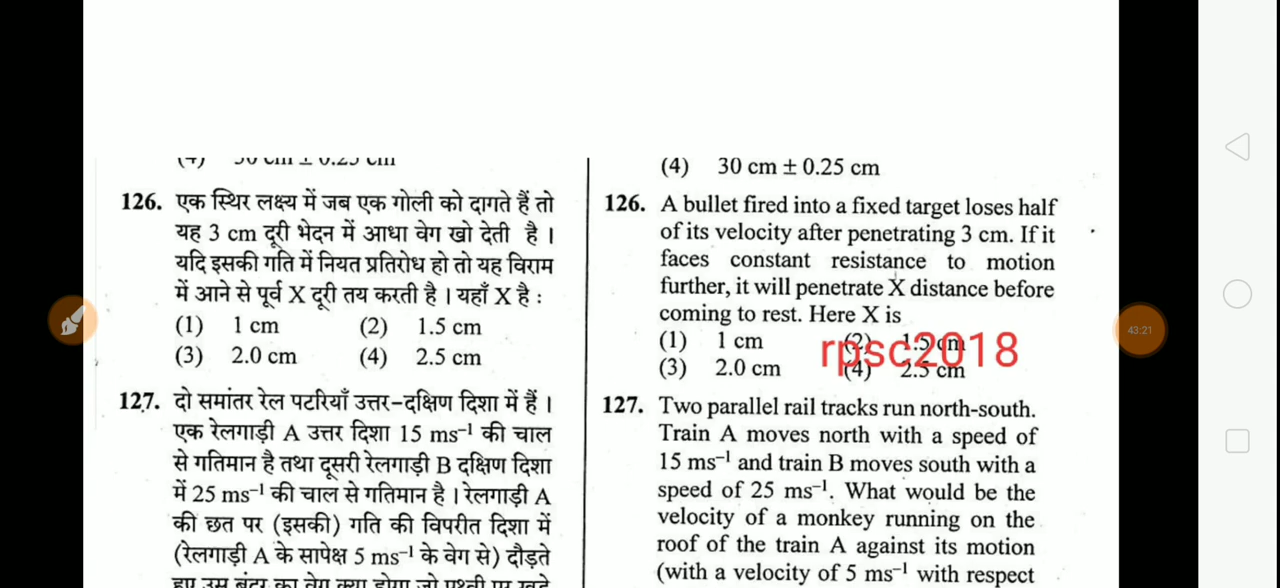 (4) 30 cm ± 0.25 cm
126. एक स्थिर लक्ष्य में जब एक गोली को दागते हैं तो
यह 3 cm दूरी भेदन में आधा वेग खो देती है ।
यदि इसकी गति में नियत प्रतिरोध हो तो यह विराम
में आने से पूर्व X दूरी तय करती है । यहाँ X है :
(1) 1 cm (2) 1.5 cm
(3) 2.0 cm (4) 2.5 cm
127. दो समांतर रेल पटरियाँ उत्तर-दक्षिण दिशा में हैं ।
एक रेलगाड़ी A उत्तर दिशा 15 ms⁻¹ की चाल
से गतिमान है तथा दूसरी रेलगाड़ी B दक्षिण दिशा
में 25 ms⁻¹ की चाल से गतिमान है । रेलगाड़ी A
की छत पर (इसकी) गति की विपरीत दिशा में
(रेलगाड़ी A के सापेक्ष 5 ms⁻¹ के वेग से) दौड़ते
हुए उस बंदर का वेग क्या होगा जो पृथ्वी पर खड़े
(4) 30 cm ± 0.25 cm
126. A bullet fired into a fixed target loses half
of its velocity after penetrating 3 cm. If it
faces constant resistance to motion
further, it will penetrate X distance before
coming to rest. Here X is
(1) 1 cm (2) 1.5 cm
(3) 2.0 cm (4) 2.5 cm
rpsc2018
127. Two parallel rail tracks run north-south.
Train A moves north with a speed of
15 ms⁻¹ and train B moves south with a
speed of 25 ms⁻¹. What would be the
velocity of a monkey running on the
roof of the train A against its motion
(with a velocity of 5 ms⁻¹ with respect
43:21